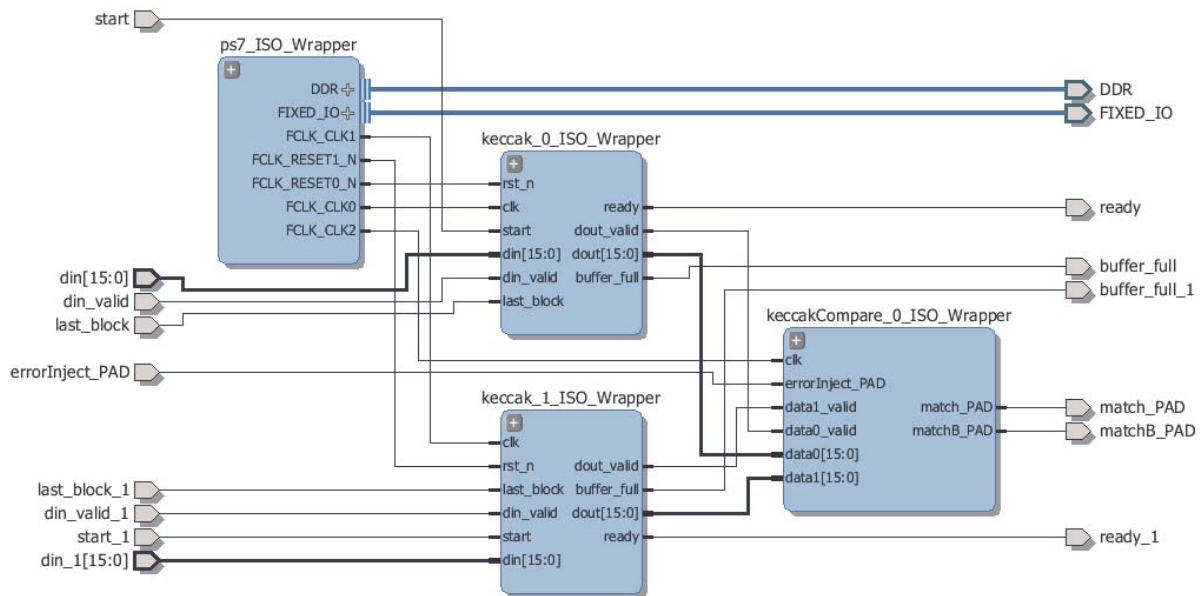 start
ps7_ISO_Wrapper
DDR
FIXED_IO
FCLK_CLK1
FCLK_RESET1_N
FCLK_RESET0_N
FCLK_CLK0
FCLK_CLK2
DDR
FIXED_IO
keccak_0_ISO_Wrapper
rst_n
clk
start
din[15:0]
din_valid
last_block
ready
dout_valid
dout[15:0]
buffer_full
ready
buffer_full
buffer_full_1
din[15:0]
din_valid
last_block
errorInject_PAD
keccakCompare_0_ISO_Wrapper
clk
errorInject_PAD
data1_valid
data0_valid
data0[15:0]
data1[15:0]
match_PAD
matchB_PAD
match_PAD
matchB_PAD
keccak_1_ISO_Wrapper
clk
rst_n
last_block
din_valid
start
din[15:0]
dout_valid
buffer_full
dout[15:0]
ready
last_block_1
din_valid_1
start_1
din_1[15:0]
ready_1